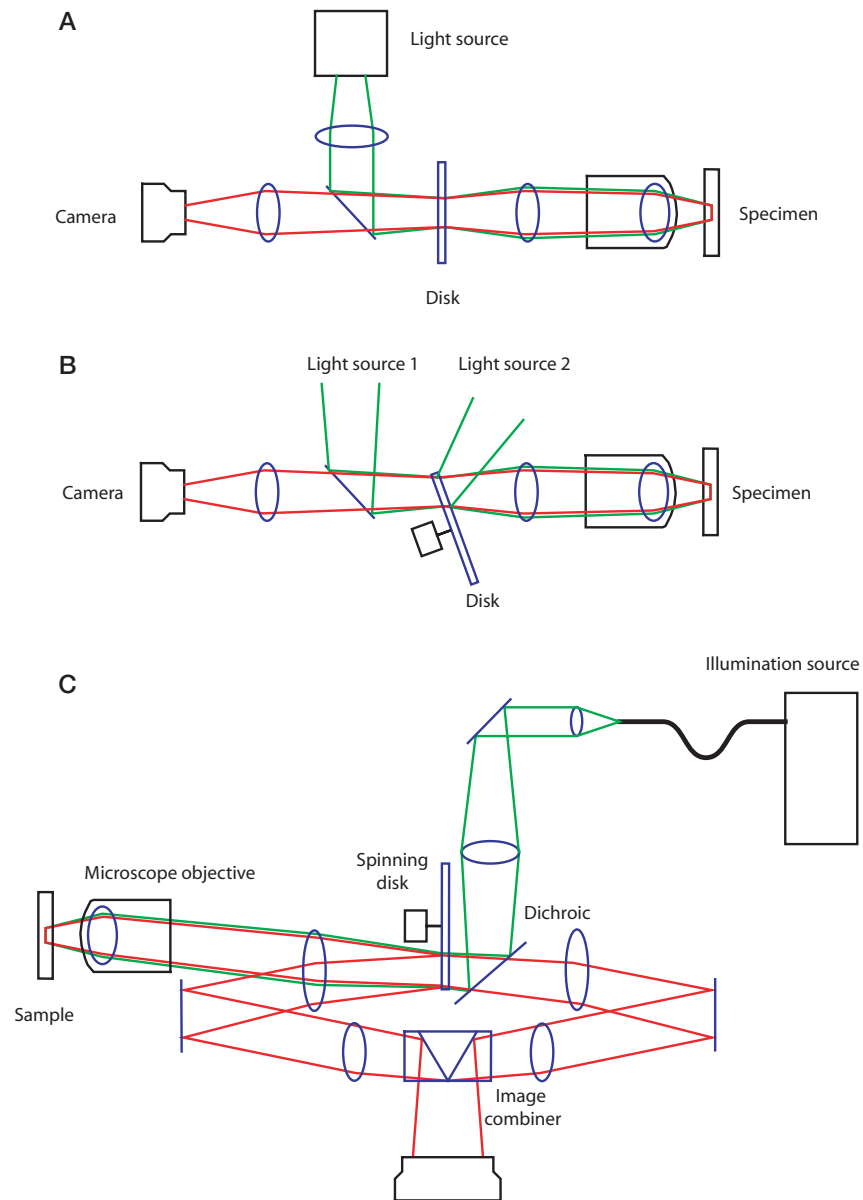 A
Light source
Camera
Specimen
Disk
B
Light source 1
Light source 2
Camera
Specimen
Disk
C
Illumination source
Microscope objective
Spinning
disk
Dichroic
Sample
Image
combiner